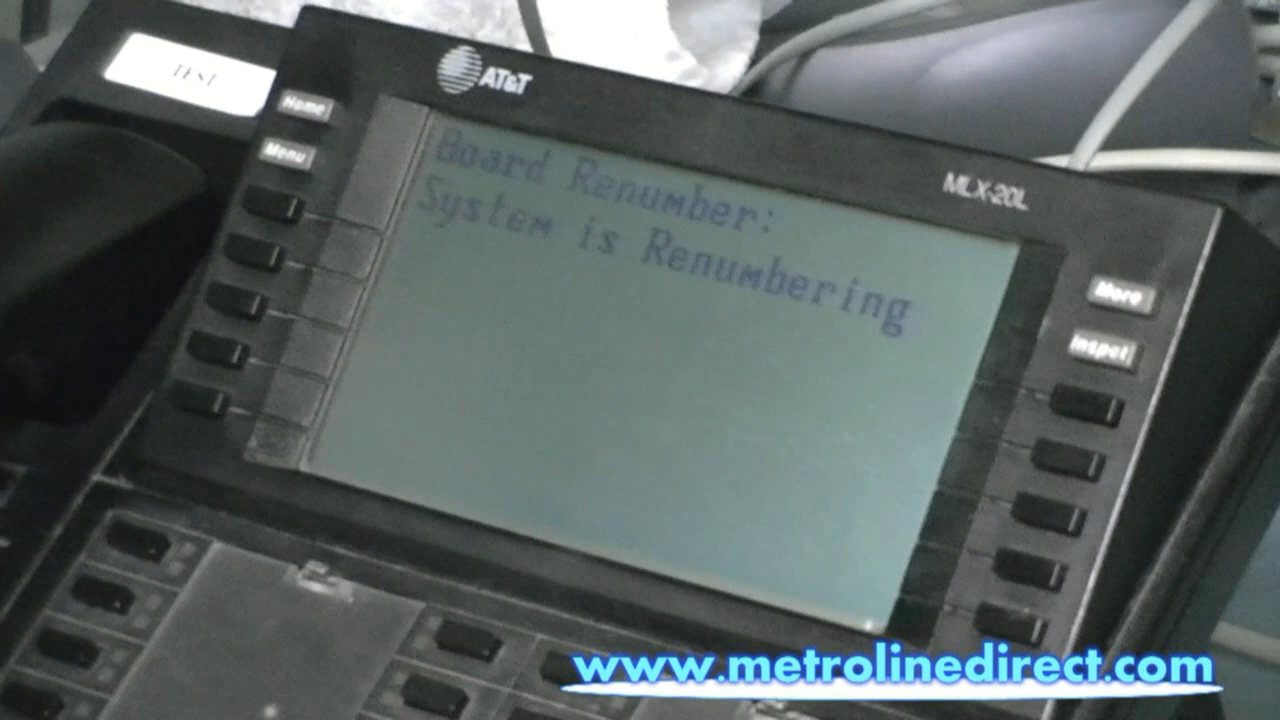 TEST
AT&T
Home
Menu
MLX-20L
Board Renumber:
System is Renumbering
More
Inspct
www.metrolinedirect.com